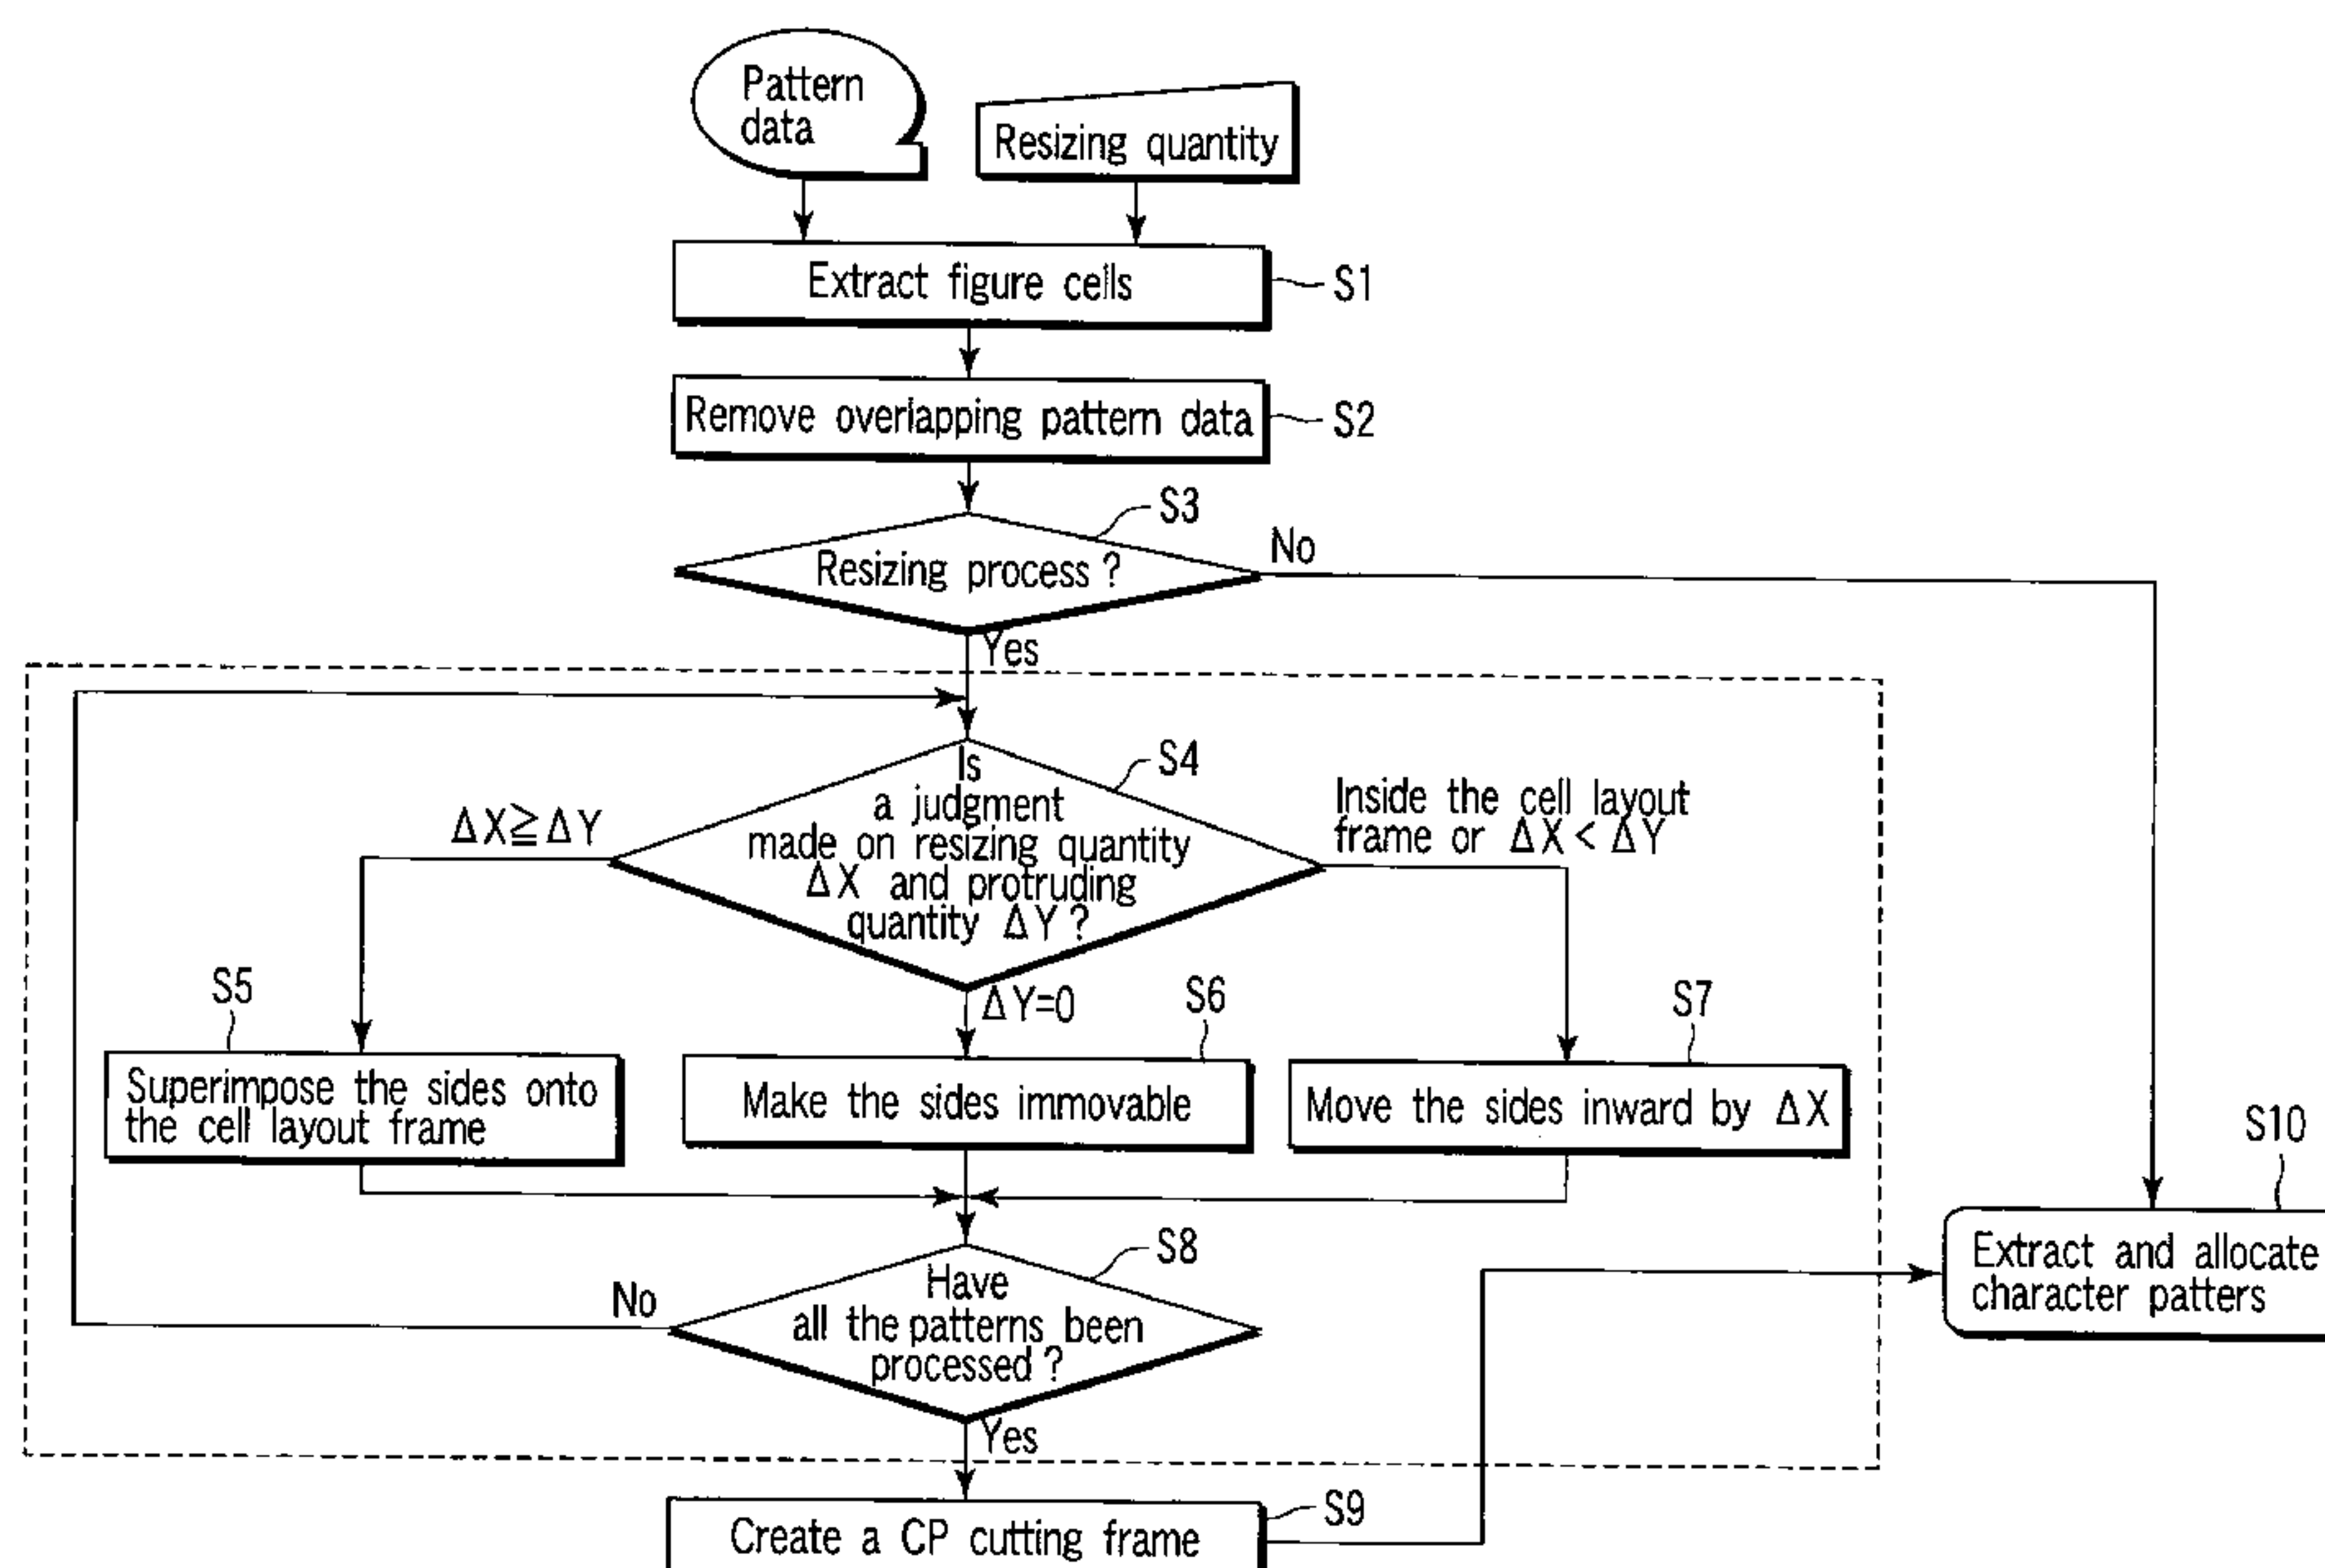 Pattern
data
Resizing quantity
Extract figure cells
S1
Remove overlapping pattern data
S2
S3
Resizing process ?
No
Yes
S4
Is
a judgment
made on resizing quantity
ΔX and protruding
quantity ΔY ?
ΔX≧ΔY
Inside the cell layout
frame or ΔX < ΔY
ΔY=0
S5
Superimpose the sides onto
the cell layout frame
S6
Make the sides immovable
S7
Move the sides inward by ΔX
S8
Have
all the patterns been
processed ?
No
Yes
S9
Create a CP cutting frame
S10
Extract and allocate
character patters